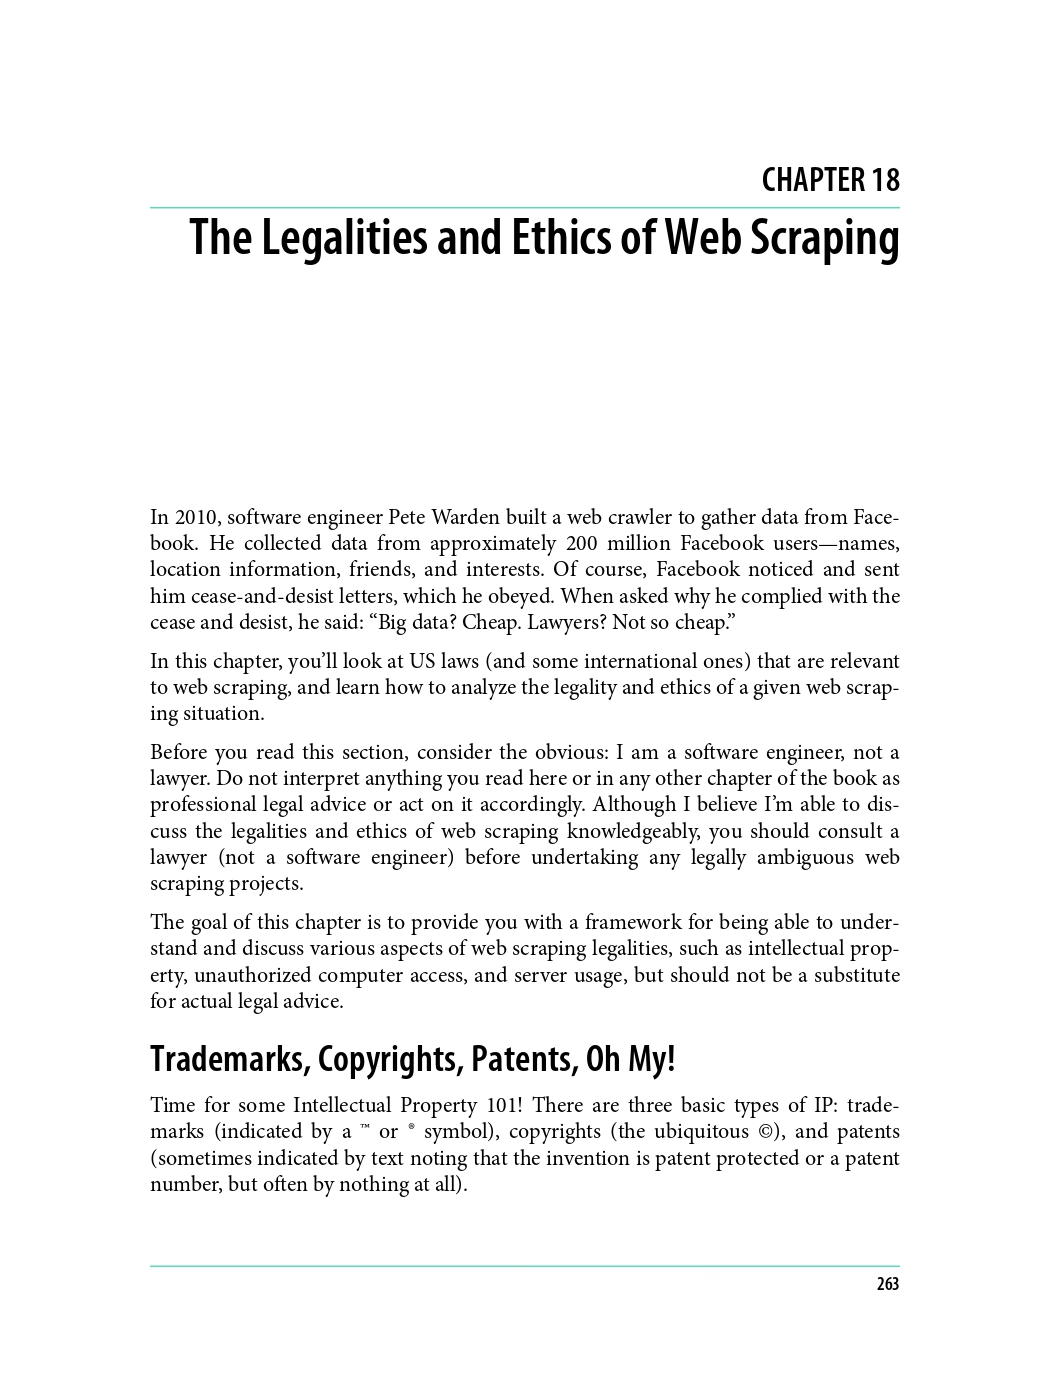 CHAPTER 18
The Legalities and Ethics of Web Scraping
In 2010, software engineer Pete Warden built a web crawler to gather data from Face-
book. He collected data from approximately 200 million Facebook users—names,
location information, friends, and interests. Of course, Facebook noticed and sent
him cease-and-desist letters, which he obeyed. When asked why he complied with the
cease and desist, he said: “Big data? Cheap. Lawyers? Not so cheap.”
In this chapter, you’ll look at US laws (and some international ones) that are relevant
to web scraping, and learn how to analyze the legality and ethics of a given web scrap-
ing situation.
Before you read this section, consider the obvious: I am a software engineer, not a
lawyer. Do not interpret anything you read here or in any other chapter of the book as
professional legal advice or act on it accordingly. Although I believe I’m able to dis-
cuss the legalities and ethics of web scraping knowledgeably, you should consult a
lawyer (not a software engineer) before undertaking any legally ambiguous web
scraping projects.
The goal of this chapter is to provide you with a framework for being able to under-
stand and discuss various aspects of web scraping legalities, such as intellectual prop-
erty, unauthorized computer access, and server usage, but should not be a substitute
for actual legal advice.
Trademarks, Copyrights, Patents, Oh My!
Time for some Intellectual Property 101! There are three basic types of IP: trade-
marks (indicated by a ™ or ® symbol), copyrights (the ubiquitous ©), and patents
(sometimes indicated by text noting that the invention is patent protected or a patent
number, but often by nothing at all).
263